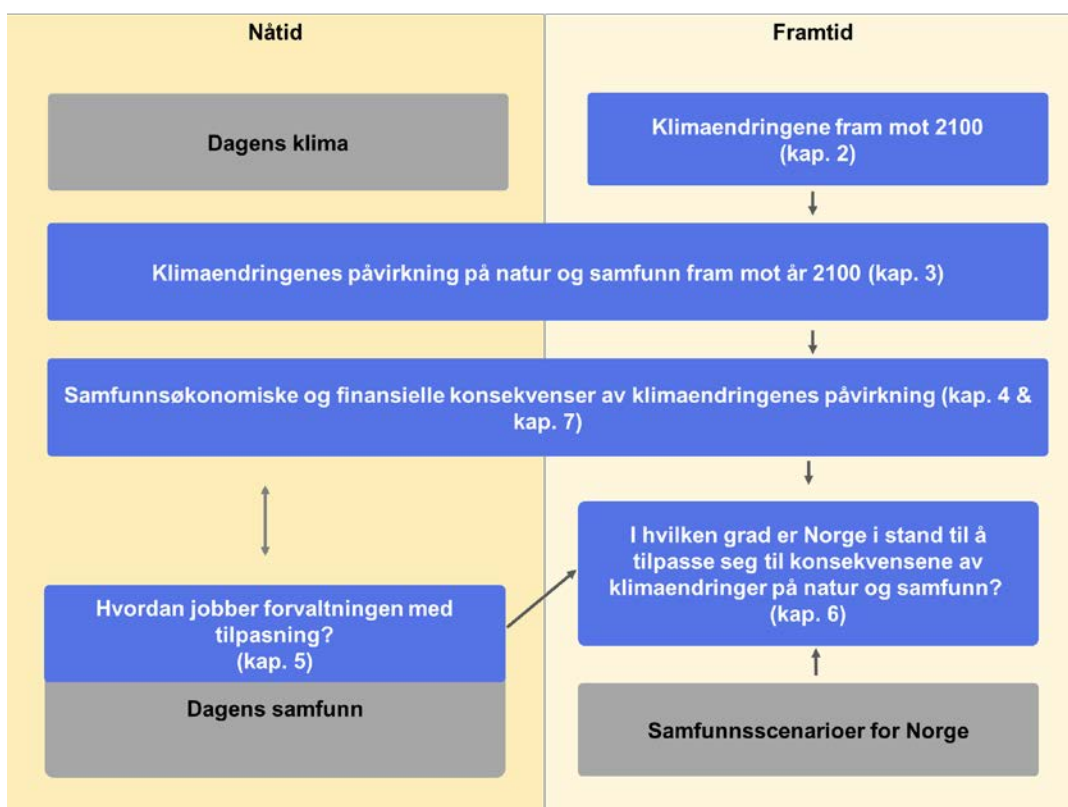 Nåtid
Framtid
Dagens klima
Klimaendringene fram mot 2100
(kap. 2)
Klimaendringenes påvirkning på natur og samfunn fram mot år 2100 (kap. 3)
Samfunnsøkonomiske og finansielle konsekvenser av klimaendringenes påvirkning (kap. 4 &
kap. 7)
Hvordan jobber forvaltningen med
tilpasning?
(kap. 5)
Dagens samfunn
I hvilken grad er Norge i stand til å
tilpasse seg til konsekvensene av
klimaendringer på natur og samfunn?
(kap. 6)
Samfunnsscenarioer for Norge